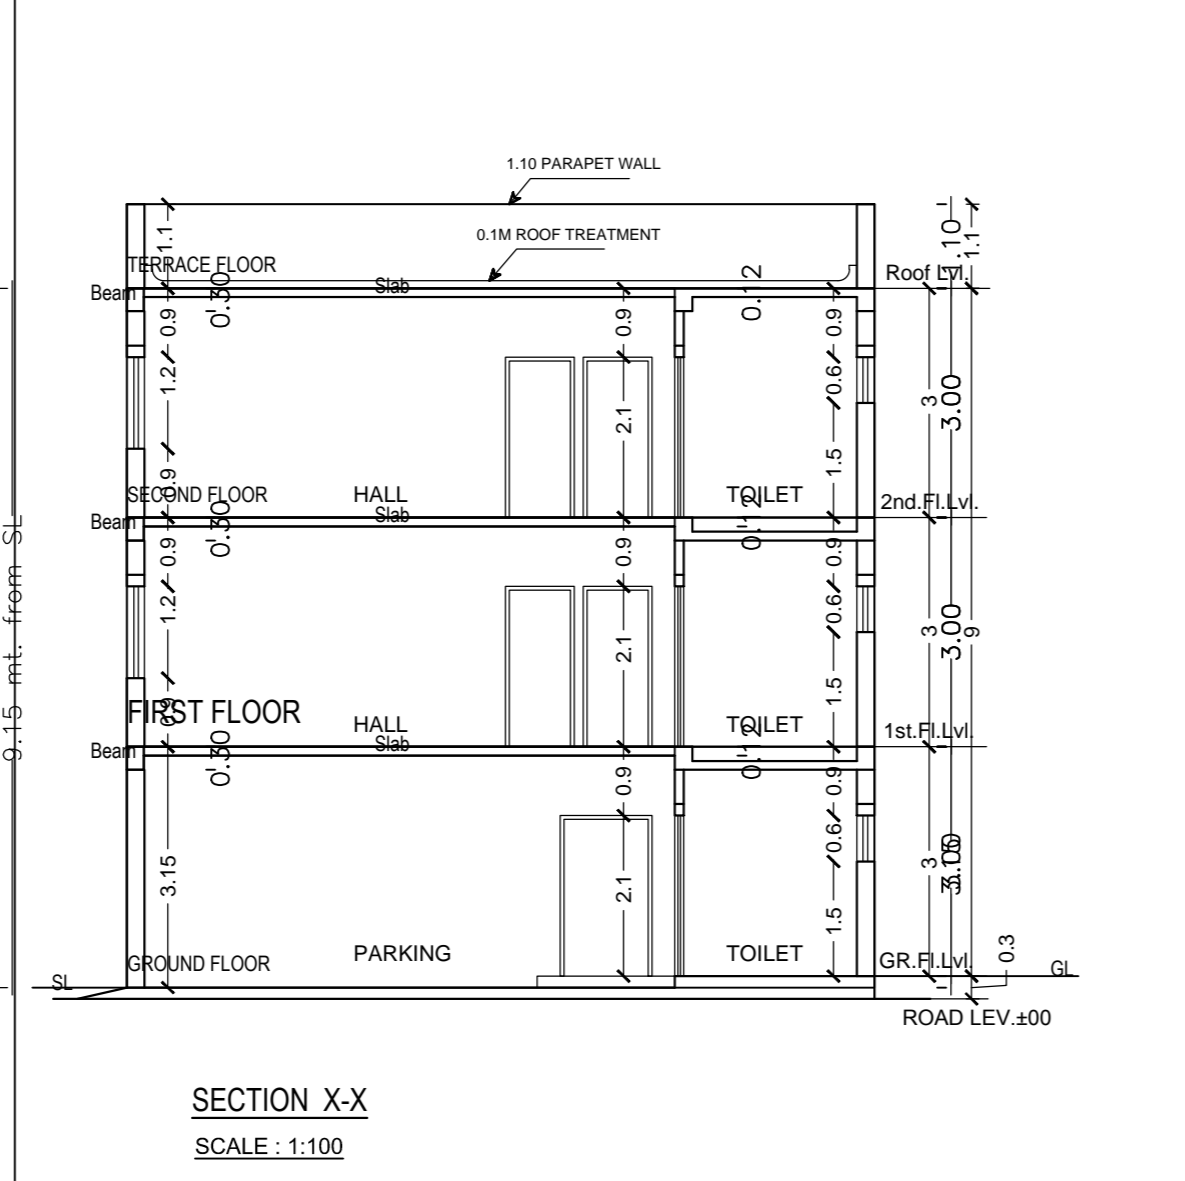 1.10 PARAPET WALL
0.1M ROOF TREATMENT
1.1
TERRACE FLOOR
Roof Lvl.
1.1
Beam
Slab
0.30
0.12
0.9
0.9
0.9
1.2
2.1
0.6
1.5
0.9
3
3.00
SECOND FLOOR
HALL
TOILET
2nd.Fl.Lvl.
Beam
Slab
0.30
0.12
0.9
0.9
0.9
1.2
2.1
0.6
1.5
0.9
3
3.00
9
9.15 mt. from SL
FIRST FLOOR
HALL
TOILET
1st.Fl.Lvl.
Beam
Slab
0.30
0.12
0.9
0.9
3.15
2.1
0.6
1.5
3
PARKING
TOILET
GROUND FLOOR
GR.Fl.Lvl.
0.3
SL
GL
ROAD LEV.±00
SECTION X-X
SCALE : 1:100